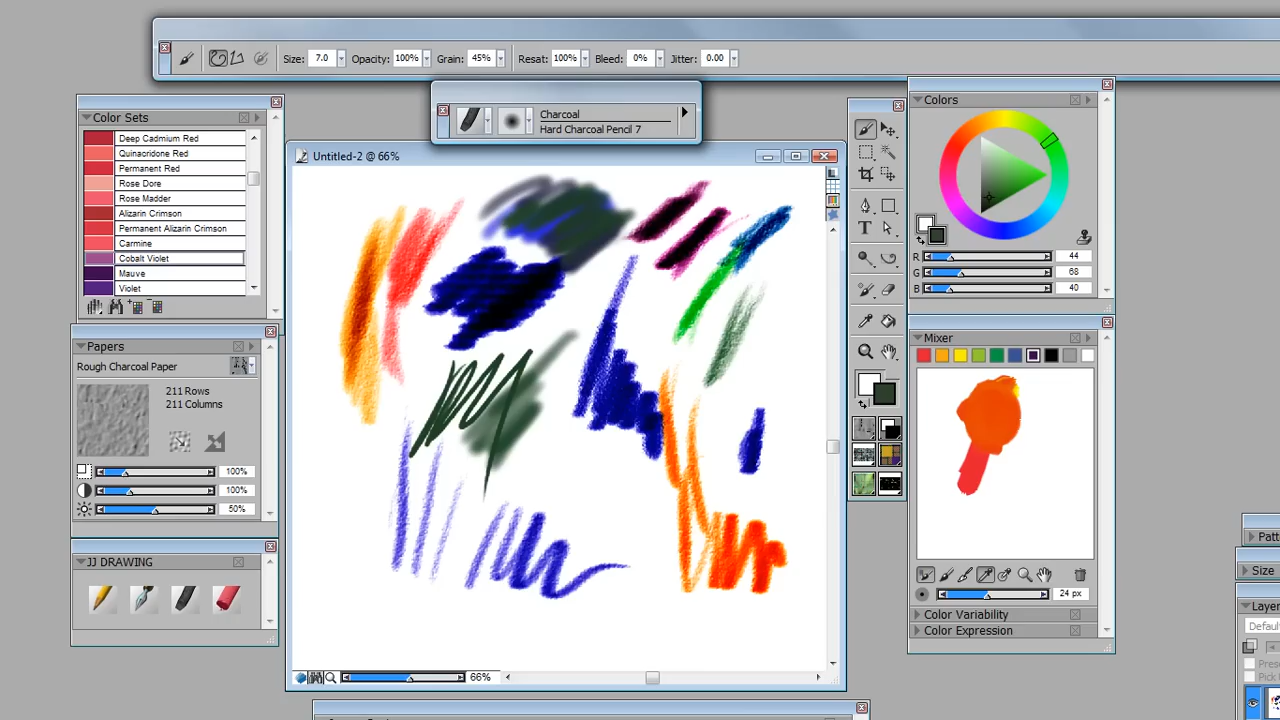 Size: 7.0 Opacity: 100% Grain: 45% Resat: 100% Bleed: 0% Jitter: 0.00
Color Sets
Deep Cadmium Red
Quinacridone Red
Permanent Red
Rose Dore
Rose Madder
Alizarin Crimson
Permanent Alizarin Crimson
Carmine
Cobalt Violet
Mauve
Violet
Charcoal
Hard Charcoal Pencil 7
Untitled-2 @ 66%
66%
Papers
Rough Charcoal Paper
211 Rows
211 Columns
100%
100%
50%
JJ DRAWING
Colors
R 44
G 68
B 40
Mixer
24 px
Color Variability
Color Expression
Size